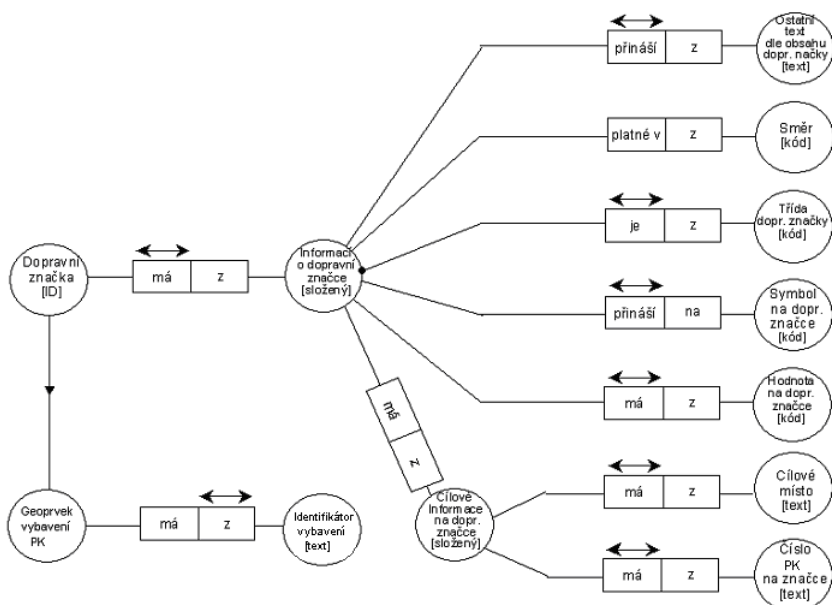 Ostatní
text
dle obsahu
dopr. načky
[text]
přináší
z
platné v
z
Směr
[kód]
je
z
Třída
dopr. značky
[kód]
Dopravní
značka
[ID]
má
z
Informací
o dopravní
značce
[složený]
přináší
na
Symbol
na dopr.
značce
[kód]
má
z
Hodnota
na dopr.
značce
[kód]
má
z
má
z
Cílové
místo
[text]
Geoprvek
vybavení
PK
má
z
Identifikátor
vybavení
[text]
Cílové
Informace
na dopr.
značce
[složený]
má
z
Číslo
PK
na značce
[text]